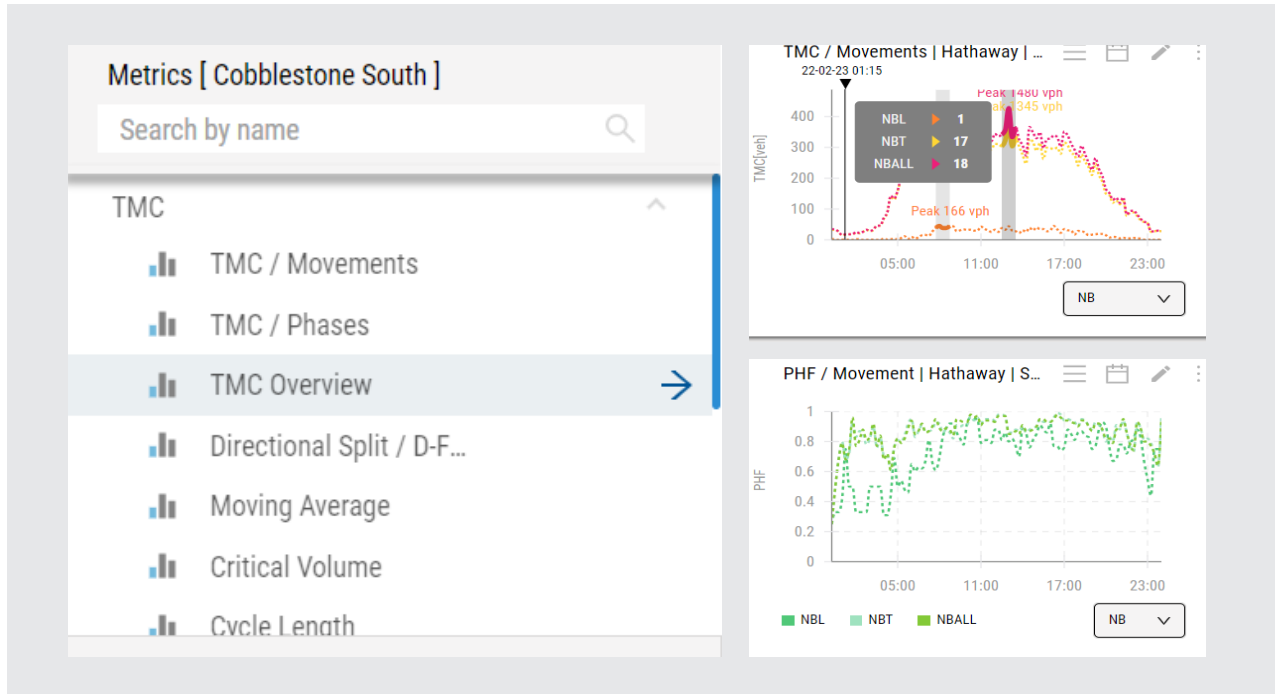 Metrics [ Cobblestone South ]
Search by name
TMC
TMC / Movements
TMC / Phases
TMC Overview
Directional Split / D-F...
Moving Average
Critical Volume
Cycle Length
TMC / Movements | Hathaway | ...
22-02-23 01:15
Peak 1480 vph
Peak 1345 vph
NBL 1
NBT 17
NBALL 18
Peak 166 vph
TMC[veh]
400
300
200
100
0
05:00 11:00 17:00 23:00
NB
PHF / Movement | Hathaway | S...
PHF
1
0.8
0.6
0.4
0.2
0
05:00 11:00 17:00 23:00
NBL NBT NBALL
NB